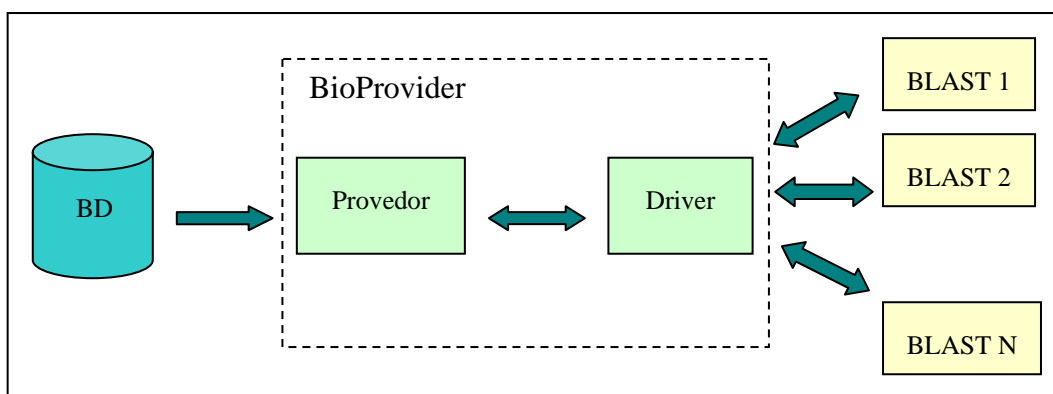 BioProvider
BD
Provedor
Driver
BLAST 1
BLAST 2
BLAST N